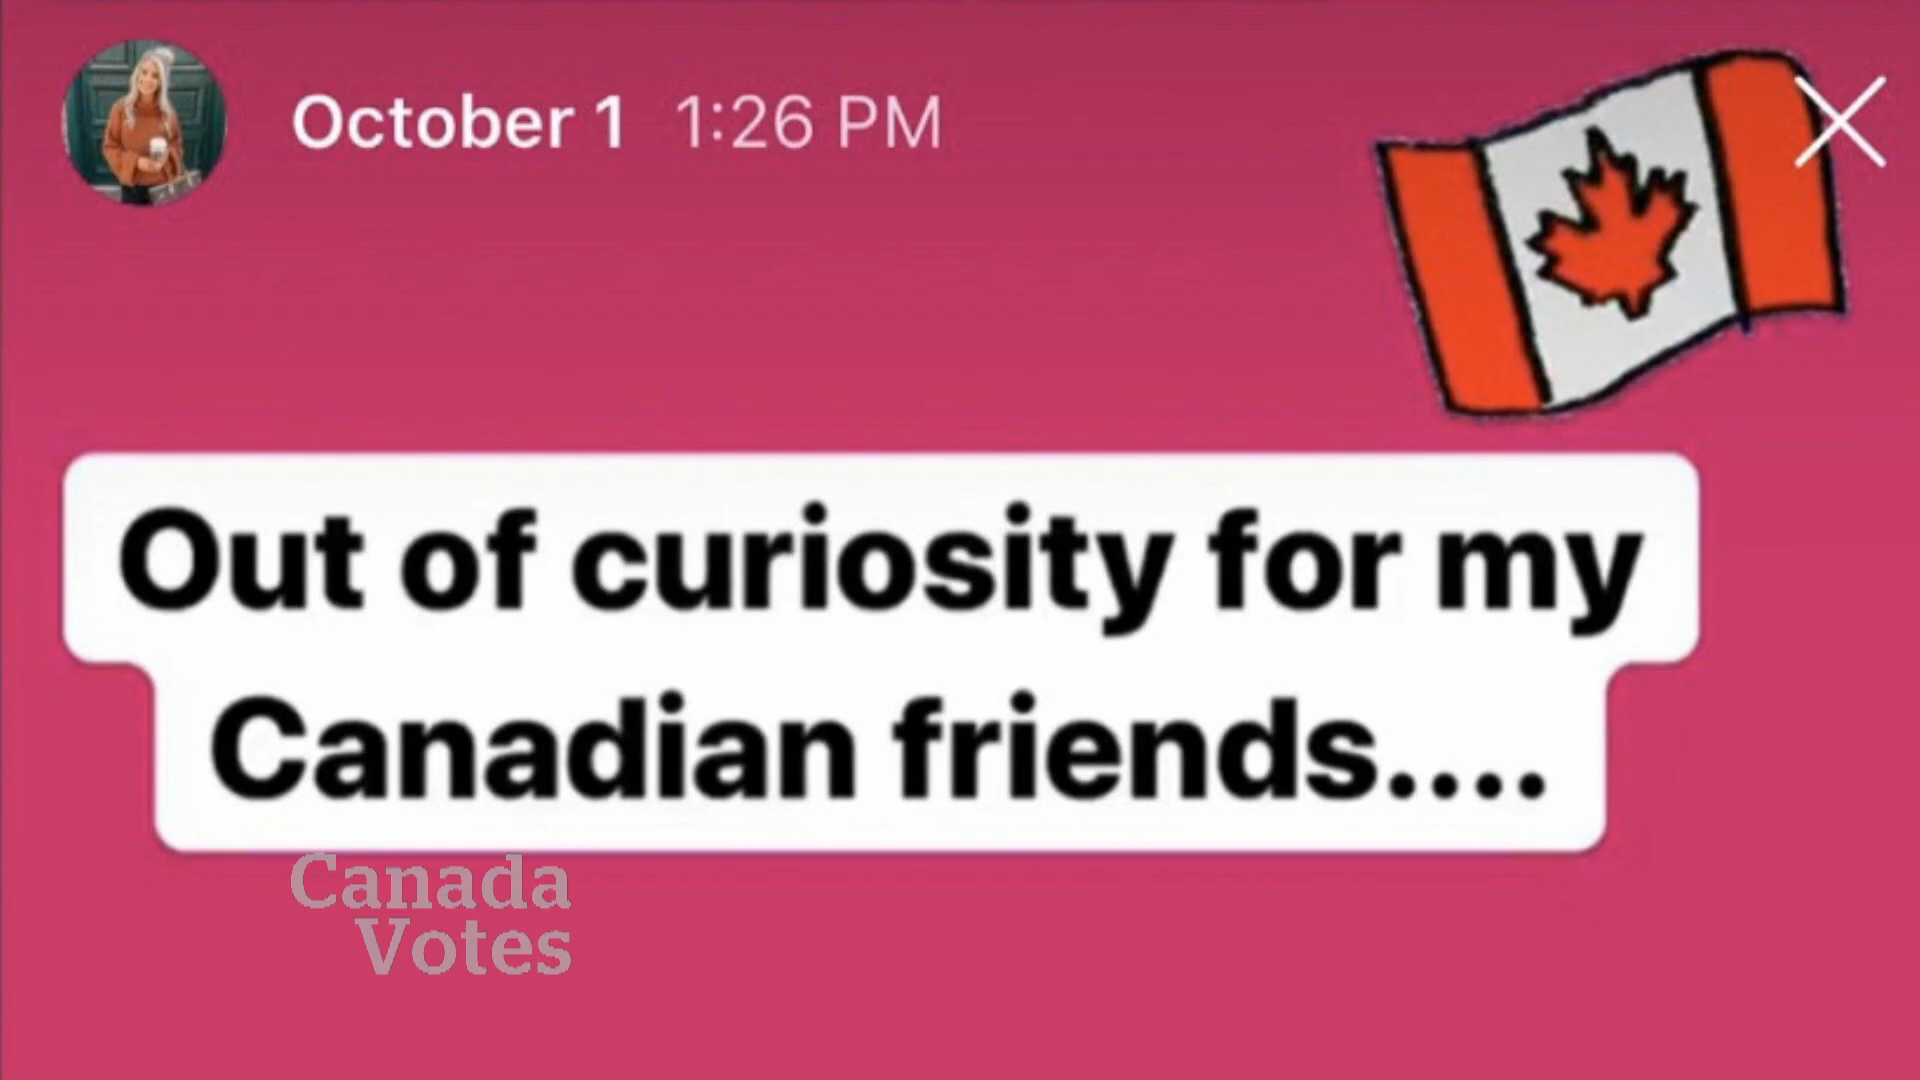 October 1 1:26 PM
Out of curiosity for my
Canadian friends....
Canada
Votes